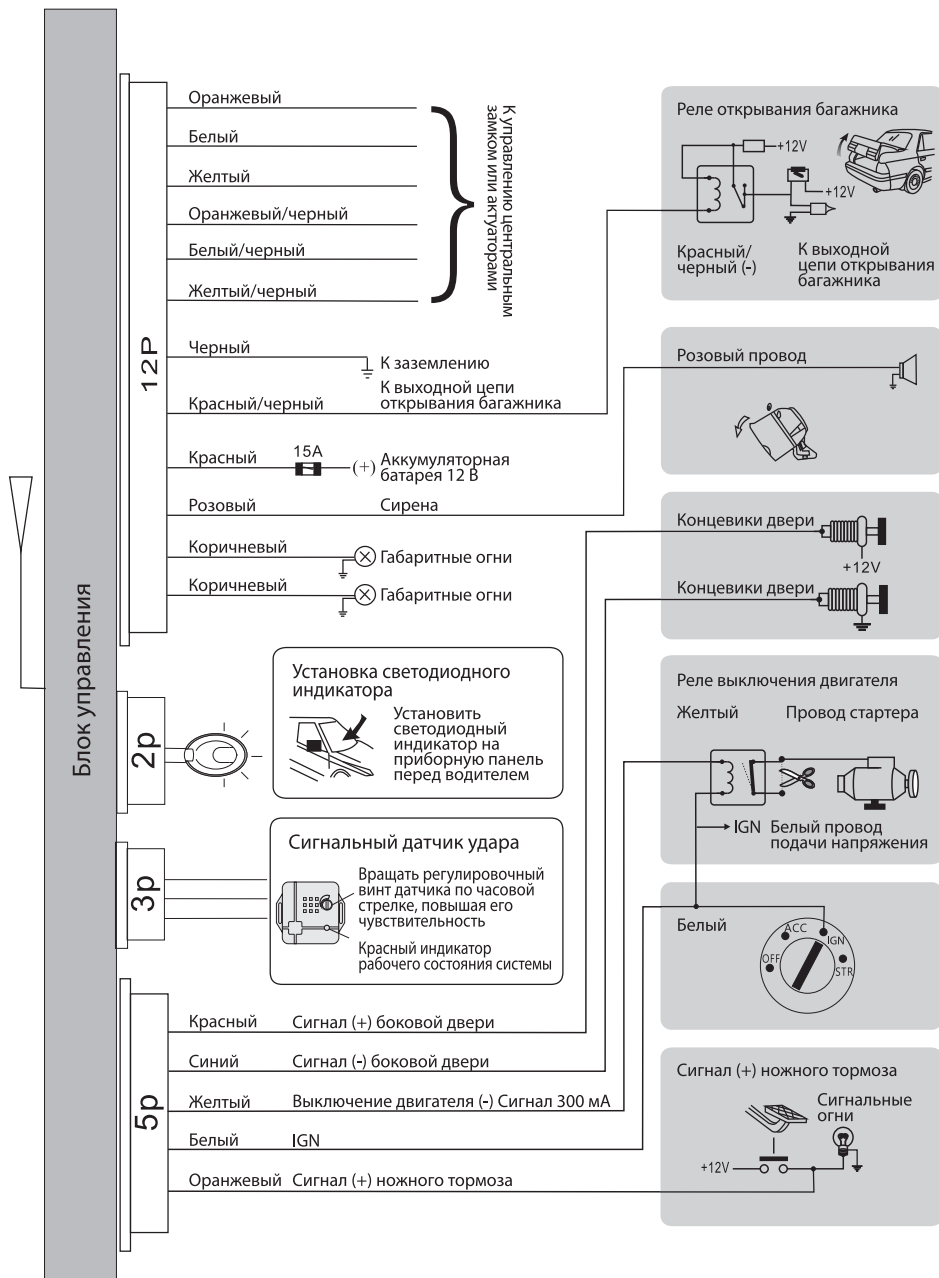 Блок управления
12P
Оранжевый
Белый
Желтый
Оранжевый/черный
Белый/черный
Желтый/черный
К управлению центральным
замком или актуаторами
Черный
К заземлению
Красный/черный
К выходной цепи
открывания багажника
Красный
15A
(+) Аккумуляторная
батарея 12 В
Розовый
Сирена
Коричневый
Габаритные огни
Коричневый
Габаритные огни
2p
Установка светодиодного
индикатора
Установить
светодиодный
индикатор на
приборную панель
перед водителем
3p
Сигнальный датчик удара
Вращать регулировочный
винт датчика по часовой
стрелке, повышая его
чувствительность
Красный индикатор
рабочего состояния системы
5p
Красный
Сигнал (+) боковой двери
Синий
Сигнал (-) боковой двери
Желтый
Выключение двигателя (-) Сигнал 300 мА
Белый
IGN
Оранжевый
Сигнал (+) ножного тормоза
Реле открывания багажника
+12V
+12V
Красный/
черный (-)
К выходной
цепи открывания
багажника
Розовый провод
Концевики двери
+12V
Концевики двери
Реле выключения двигателя
Желтый
Провод стартера
IGN
Белый провод
подачи напряжения
Белый
ACC
IGN
OFF
STR
Сигнал (+) ножного тормоза
Сигнальные
огни
+12V